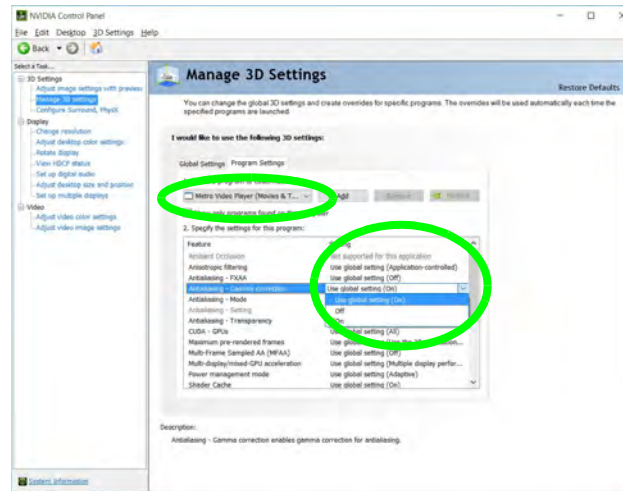 NVIDIA Control Panel
File Edit Desktop 3D Settings Help
Back
Select a Task...
3D Settings
Adjust image settings with preview
Manage 3D settings
Configure Surround, PhysX
Display
Change resolution
Adjust desktop color settings
Rotate display
View HDCP status
Set up digital audio
Adjust desktop size and position
Set up multiple displays
Video
Adjust video color settings
Adjust video image settings
System Information
Manage 3D Settings
Restore Defaults
You can change the global 3D settings and create overrides for specific programs. The overrides will be used automatically each time the
specified programs are launched.
I would like to use the following 3D settings:
Global Settings Program Settings
Metro Video Player (Movies & T... Add Remove
2. Specify the settings for this program:
Feature
Ambient Occlusion Not supported for this application
Anisotropic filtering Use global setting (Application-controlled)
Antialiasing - FXAA Use global setting (Off)
Antialiasing - Gamma correction Use global setting (On)
Use global setting (On)
Off
On
Antialiasing - Mode
Antialiasing - Setting
Antialiasing - Transparency
CUDA - GPUs Use global setting (All)
Maximum pre-rendered frames Use global setting (Use the 3D
Multi-Frame Sampled AA (MFAA) Use global setting (Off)
Multi-display/mixed-GPU acceleration Use global setting (Multiple display perfor...
Power management mode Use global setting (Adaptive)
Shader Cache Use global setting (On)
Description:
Antialiasing - Gamma correction enables gamma correction for antialiasing.